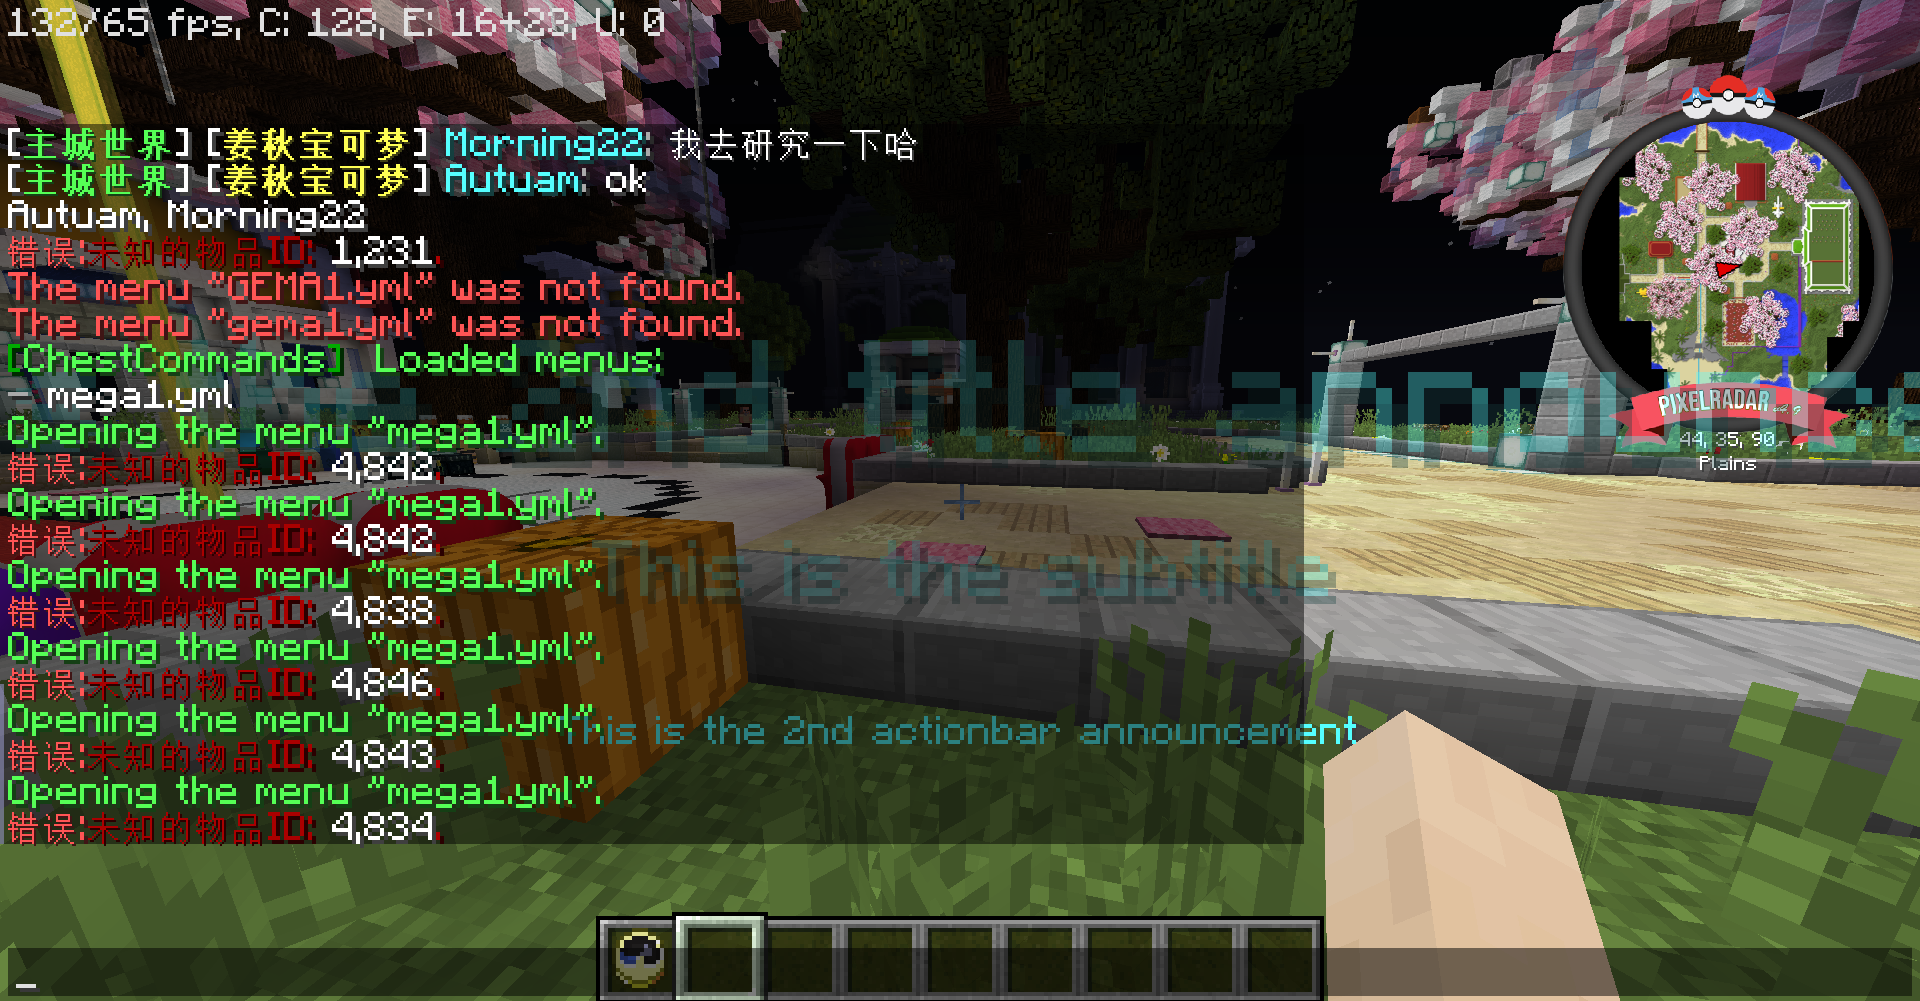 132/65 fps, C: 128, E: 16+23, U: 0
[主城世界] [姜秋宝可梦] Morning22: 我去研究一下哈
[主城世界] [姜秋宝可梦] Autuam: ok
Autuam, Morning22
错误:未知的物品ID: 1,231.
The menu "GEMA1.yml" was not found.
The menu "gema1.yml" was not found.
[ChestCommands] Loaded menus:
- mega1.yml
Opening the menu "mega1.yml".
错误:未知的物品ID: 4,842.
Opening the menu "mega1.yml".
错误:未知的物品ID: 4,842.
Opening the menu "mega1.yml".
错误:未知的物品ID: 4,838.
Opening the menu "mega1.yml".
错误:未知的物品ID: 4,846.
Opening the menu "mega1.yml".
错误:未知的物品ID: 4,843.
Opening the menu "mega1.yml".
错误:未知的物品ID: 4,834.
2nd title
This is the subtitle
This is the 2nd actionbar announcement
PIXELRADAR
44, 35, 90
Plains